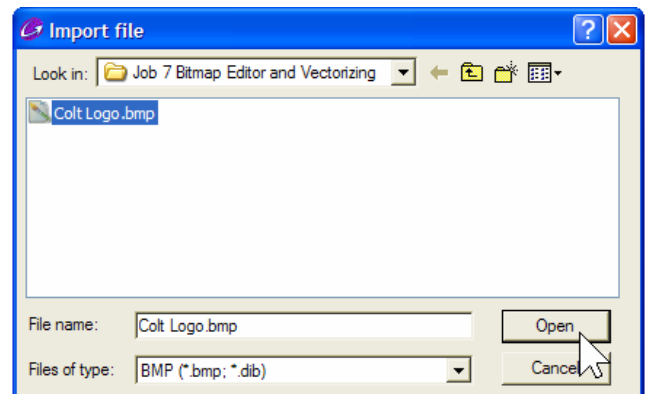 Import file
Look in: Job 7 Bitmap Editor and Vectorizing
Colt Logo.bmp
File name: Colt Logo.bmp Open
Files of type: BMP (*.bmp; *.dib) Cancel